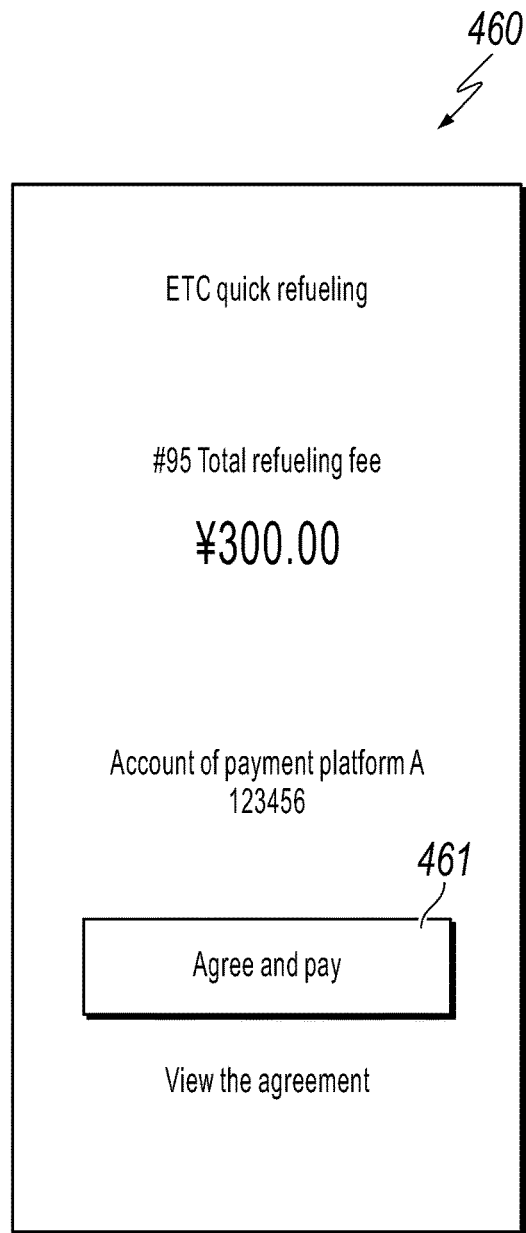 460
ETC quick refueling
#95 Total refueling fee
¥300.00
Account of payment platform A
123456
461
Agree and pay
View the agreement